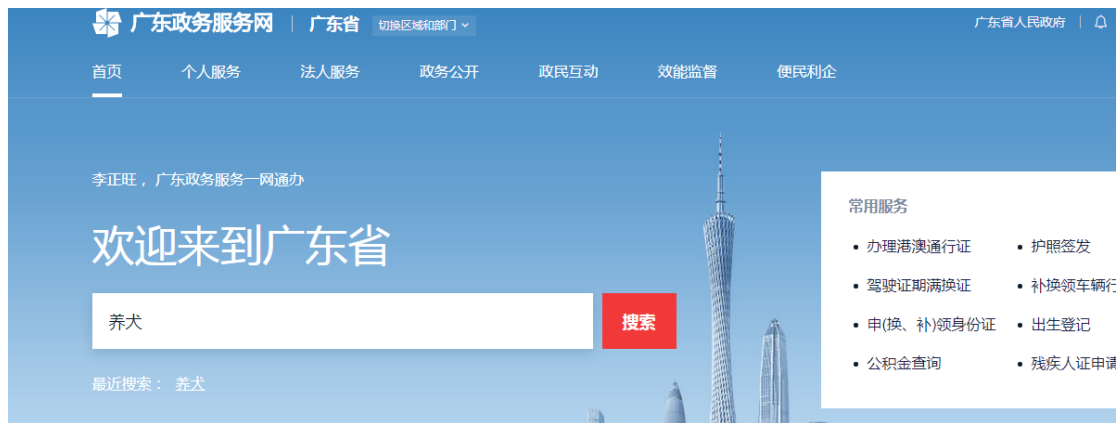 广东政务服务网 | 广东省 切换区域和部门
广东省人民政府
首页 个人服务 法人服务 政务公开 政民互动 效能监督 便民利企
李正旺，广东政务服务一网通办
欢迎来到广东省
养犬 搜索
最近搜索： 养犬
常用服务
• 办理港澳通行证 • 护照签发
• 驾驶证期满换证 • 补换领车辆行
• 申(换、补)领身份证 • 出生登记
• 公积金查询 • 残疾人证申请